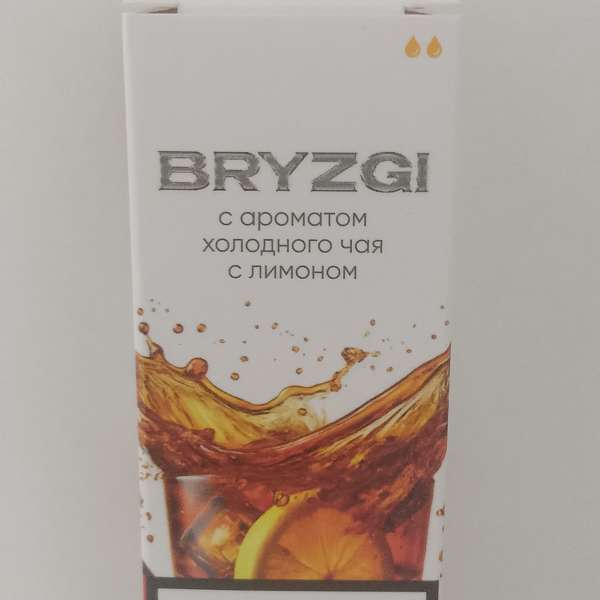 BRYZGI
с ароматом
холодного чая
с лимоном